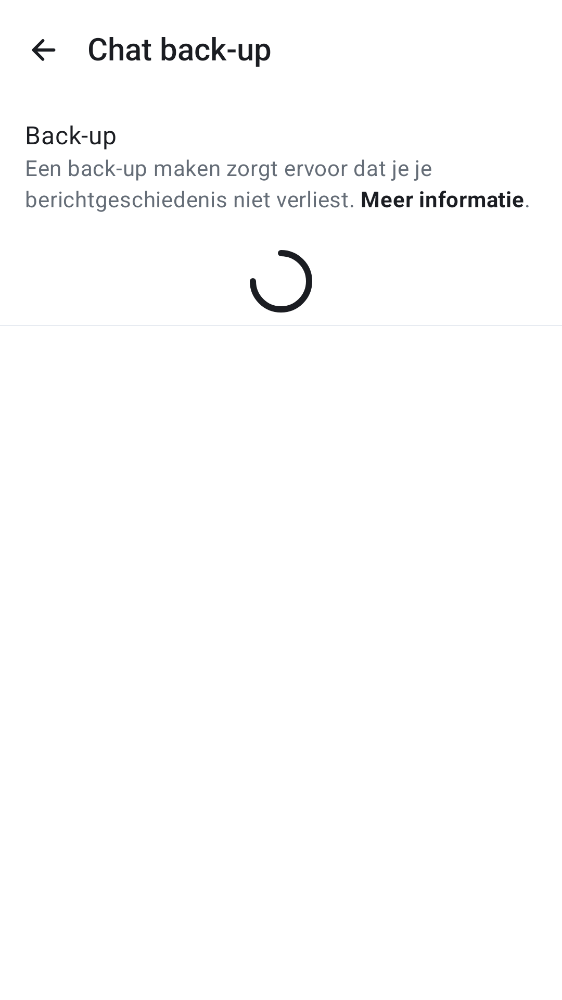 Chat back-up
Back-up
Een back-up maken zorgt ervoor dat je je
berichtgeschiedenis niet verliest. Meer informatie.